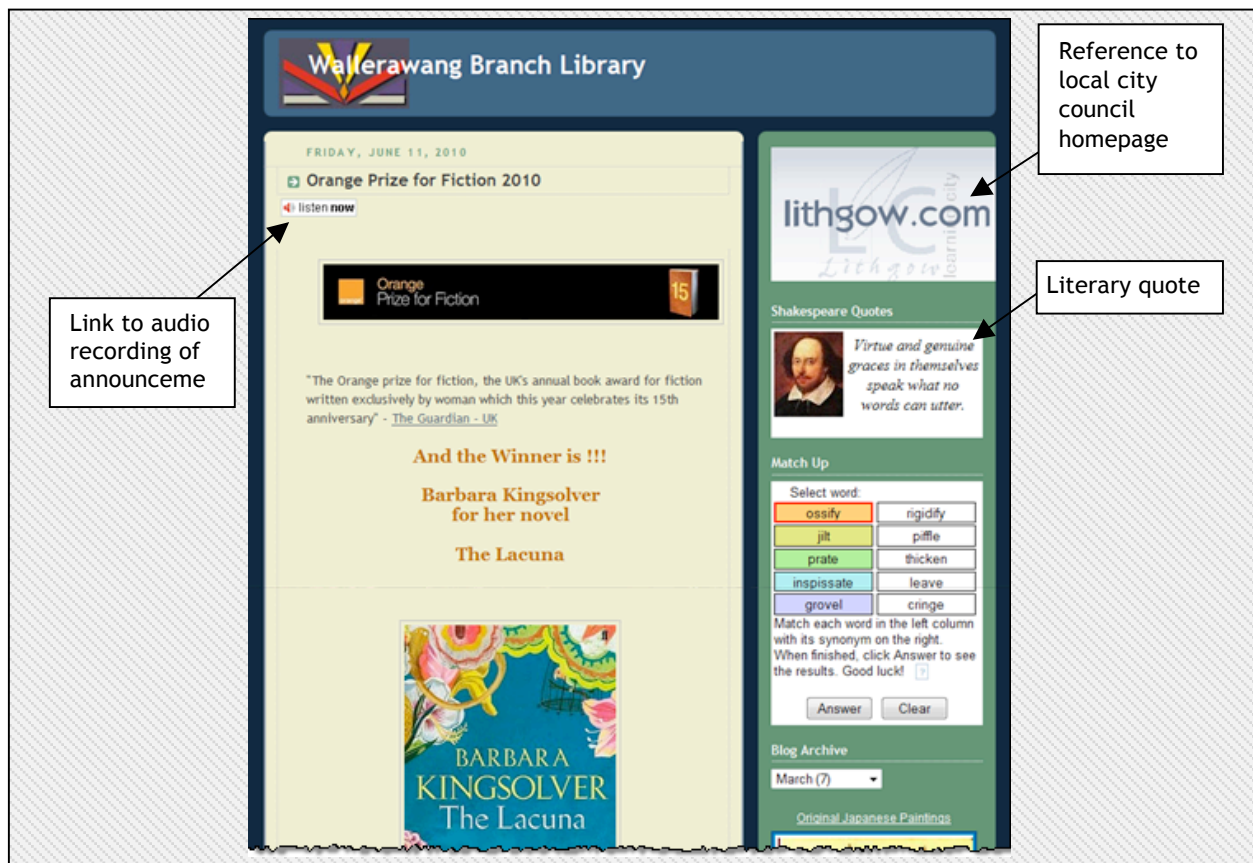 Wallerawang Branch Library
FRIDAY, JUNE 11, 2010
Orange Prize for Fiction 2010
listen now
Orange
Prize for Fiction
15
"The Orange prize for fiction, the UK's annual book award for fiction
written exclusively by woman which this year celebrates its 15th
anniversary" - The Guardian - UK
And the Winner is !!!
Barbara Kingsolver
for her novel
The Lacuna
BARBARA
KINGSOLVER
The Lacuna
Link to audio
recording of
announceme
Reference to
local city
council
homepage
lithgow.com
LC
Lithgow
learning city
Literary quote
Shakespeare Quotes
Virtue and genuine
graces in themselves
speak what no
words can utter.
Match Up
Select word:
ossify rigidify
jilt piffle
prate thicken
inspissate leave
grovel cringe
Match each word in the left column
with its synonym on the right.
When finished, click Answer to see
the results. Good luck! ?
Answer Clear
Blog Archive
March (7)
Original Japanese Paintings